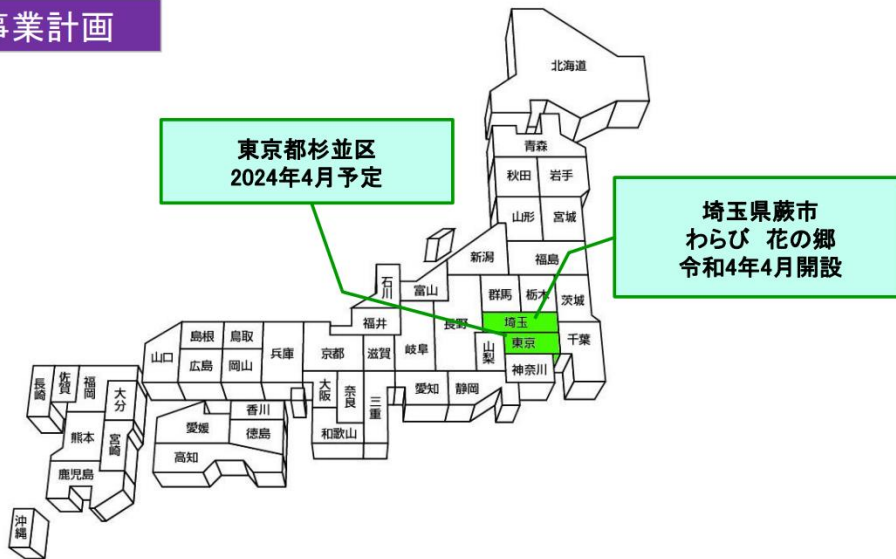 事業計画
北海道
東京都杉並区
2024年4月予定
埼玉県蕨市
わらび 花の郷
令和4年4月開設
青森
秋田
岩手
山形
宮城
新潟
福島
石川
富山
群馬
栃木
茨城
福井
長野
埼玉
東京
千葉
山梨
神奈川
山口
島根
鳥取
広島
岡山
兵庫
京都
滋賀
岐阜
大阪
奈良
三重
愛知
静岡
和歌山
香川
愛媛
徳島
高知
長崎
佐賀
福岡
大分
熊本
宮崎
鹿児島
沖縄